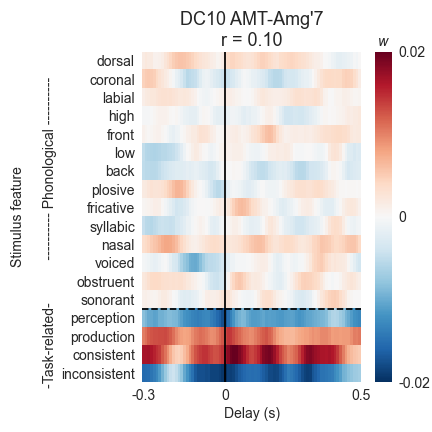 DC10 AMT-Amg'7
r = 0.10
w
dorsal
coronal
labial
high
front
low
back
plosive
fricative
syllabic
nasal
voiced
obstruent
sonorant
perception
production
consistent
inconsistent
Stimulus feature
-Task-related- ----------- Phonological -----------
-0.3
0
0.5
Delay (s)
0.02
0
-0.02